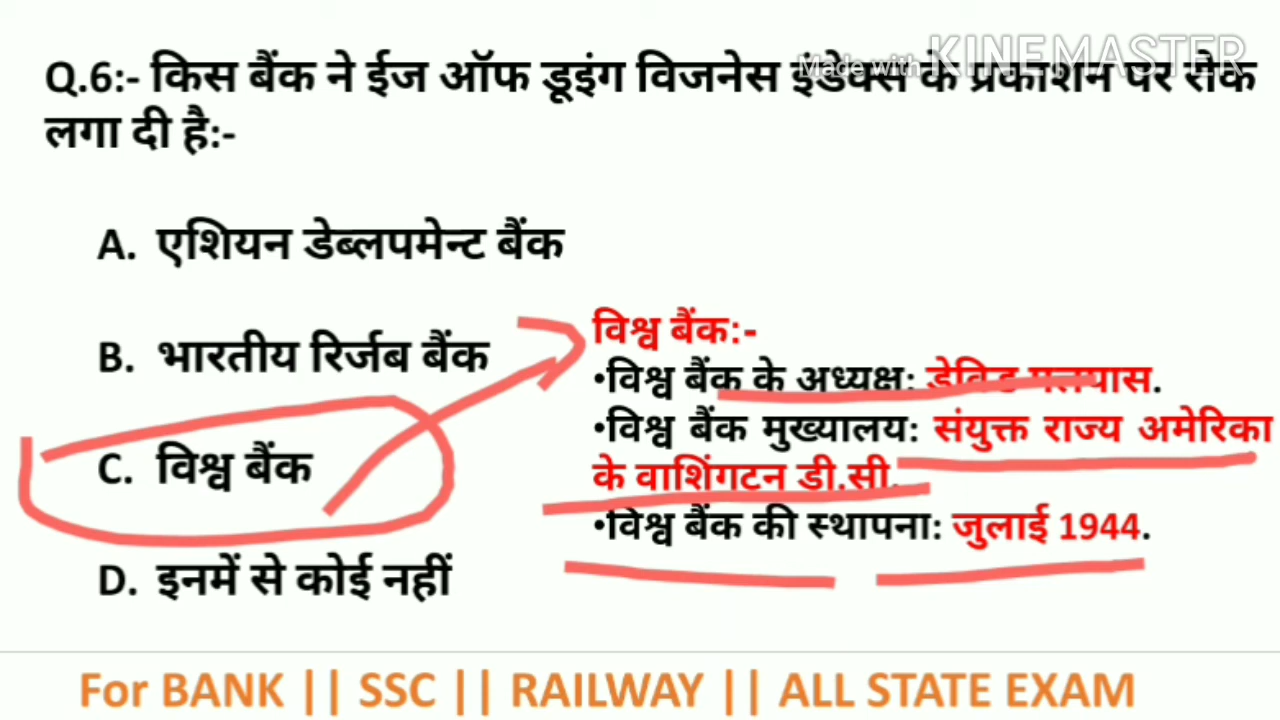 Made with KINEMASTER
Q.6:- किस बैंक ने ईज ऑफ डूइंग विजनेस इंडेक्स के प्रकाशन पर रोक
लगा दी है:-
A. एशियन डेब्लपमेन्ट बैंक
B. भारतीय रिर्जब बैंक
C. विश्व बैंक
D. इनमें से कोई नहीं
विश्व बैंक:-
•विश्व बैंक के अध्यक्ष: डेविड मलपास.
•विश्व बैंक मुख्यालय: संयुक्त राज्य अमेरिका
के वाशिंगटन डी.सी.
•विश्व बैंक की स्थापना: जुलाई 1944.
For BANK || SSC || RAILWAY || ALL STATE EXAM